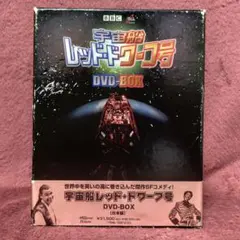 BBC
宇宙船
レッド・ドワーフ号
DVD-BOX
世界中を笑いの渦に巻き込んだ傑作SFコメディ!
宇宙船レッド・ドワーフ号
DVD-BOX